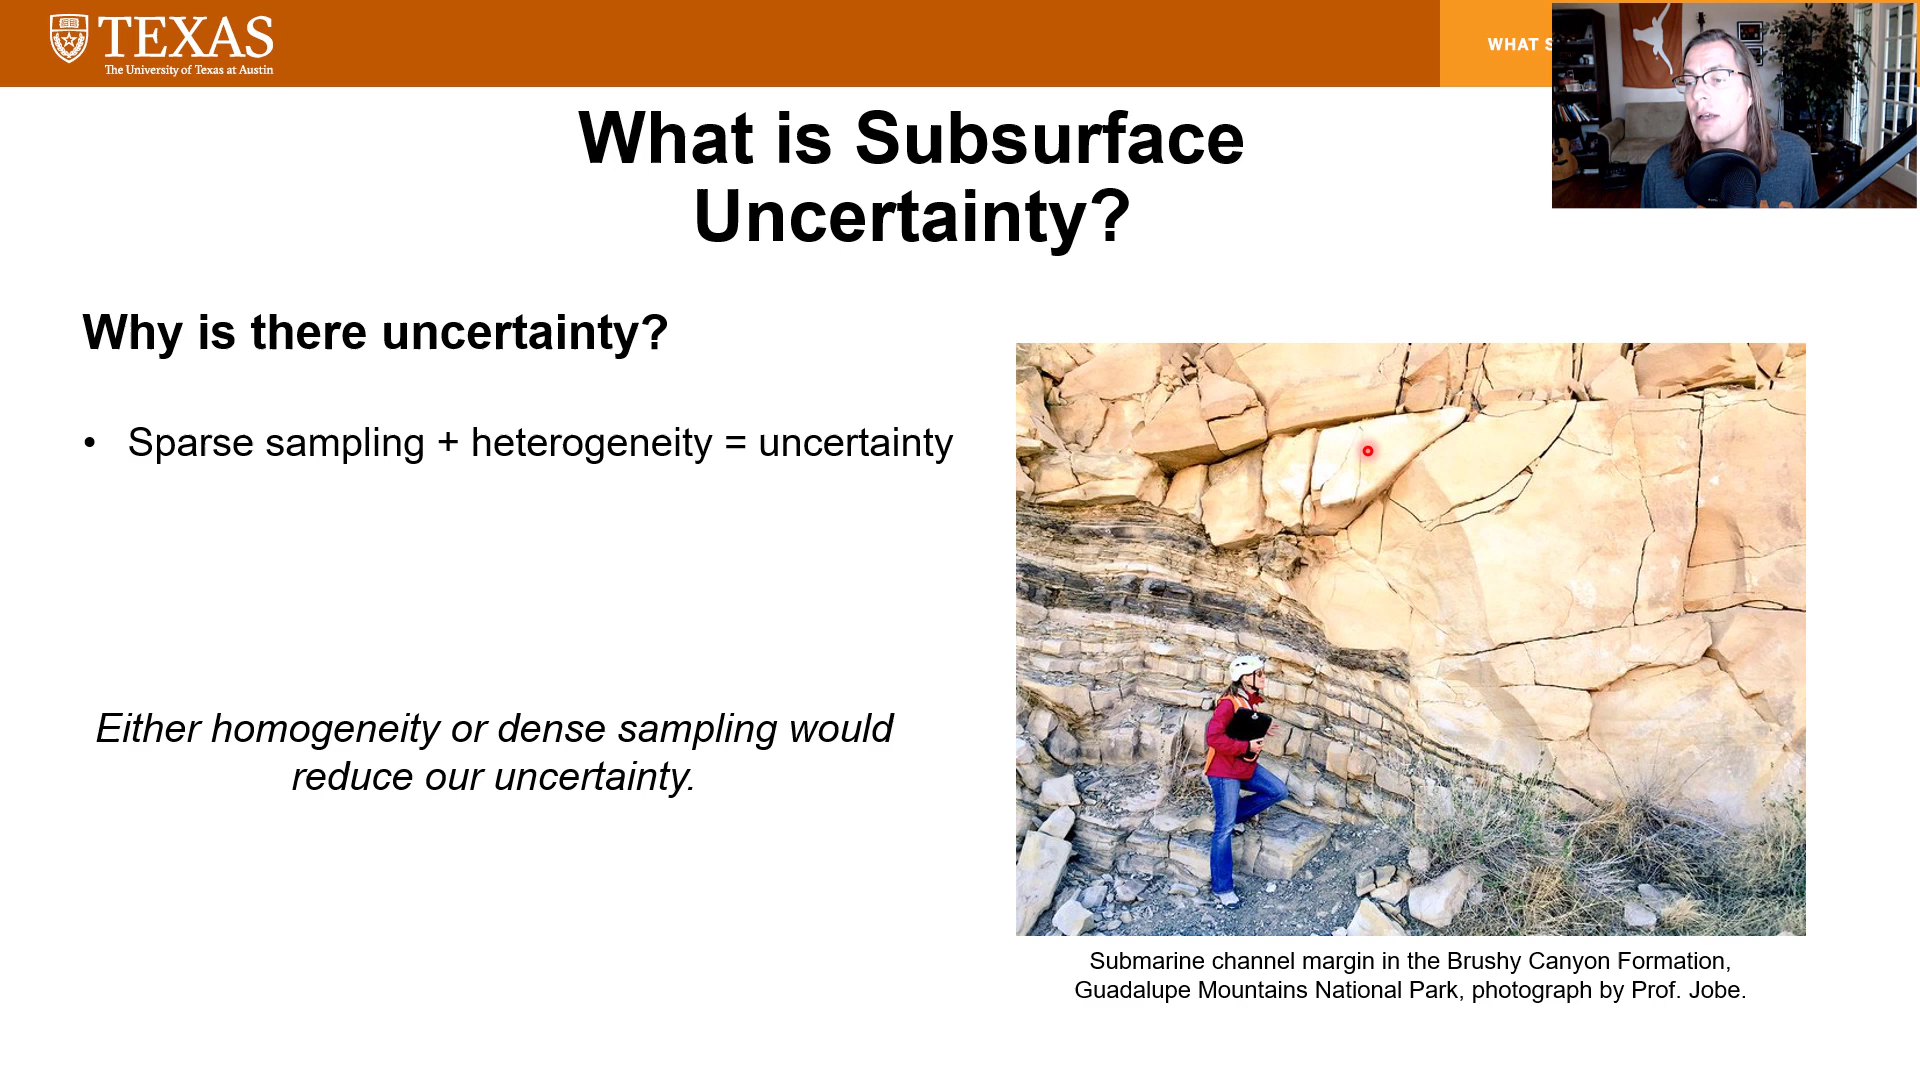 TEXAS
The University of Texas at Austin
WHAT S
What is Subsurface
Uncertainty?
Why is there uncertainty?
• Sparse sampling + heterogeneity = uncertainty
Either homogeneity or dense sampling would
reduce our uncertainty.
Submarine channel margin in the Brushy Canyon Formation,
Guadalupe Mountains National Park, photograph by Prof. Jobe.